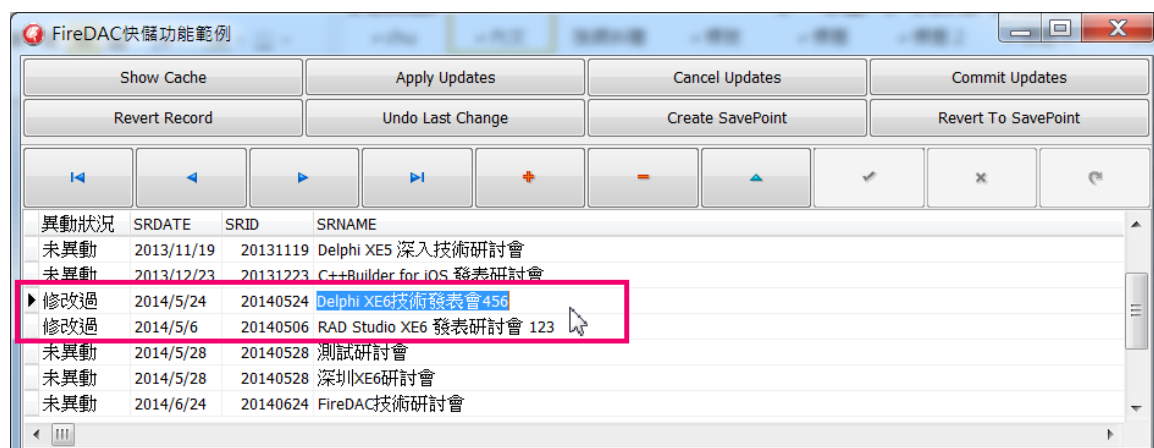 FireDAC快儲功能範例
Show Cache Apply Updates Cancel Updates Commit Updates
Revert Record Undo Last Change Create SavePoint Revert To SavePoint
異動狀況 SRDATE SRID SRNAME
未異動 2013/11/19 20131119 Delphi XE5 深入技術研討會
未異動 2013/12/23 20131223 C++Builder for iOS 發表研討會
修改過 2014/5/24 20140524 Delphi XE6技術發表會456
修改過 2014/5/6 20140506 RAD Studio XE6 發表研討會 123
未異動 2014/5/28 20140528 測試研討會
未異動 2014/5/28 20140528 深圳XE6研討會
未異動 2014/6/24 20140624 FireDAC技術研討會